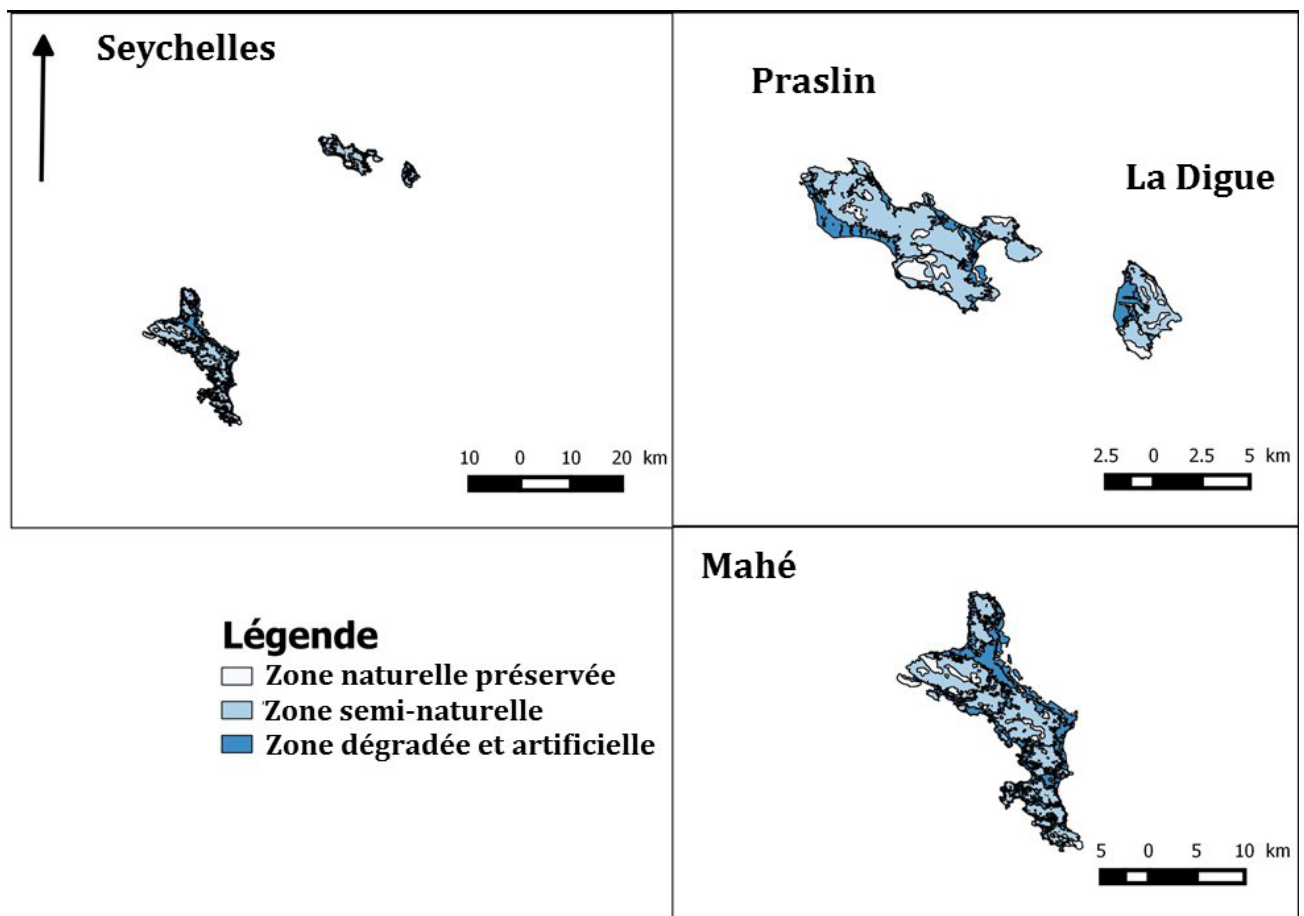 Seychelles
10 0 10 20 km
Praslin
La Digue
2.5 0 2.5 5 km
Légende
Zone naturelle préservée
Zone semi-naturelle
Zone dégradée et artificielle
Mahé
5 0 5 10 km